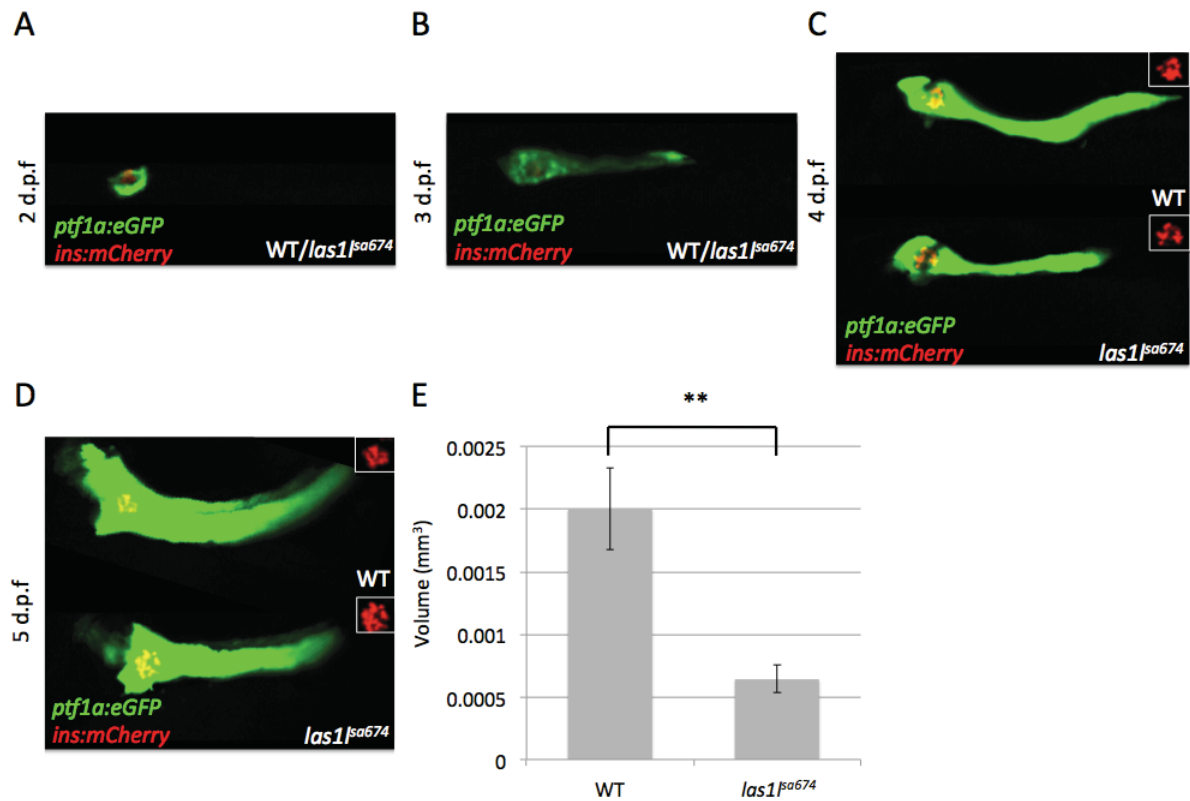 A
B
C
2 d.p.f
ptf1a:eGFP
ins:mCherry
WT/las1lsa674
3 d.p.f
ptf1a:eGFP
ins:mCherry
WT/las1lsa674
4 d.p.f
WT
ptf1a:eGFP
ins:mCherry
las1lsa674
D
E
5 d.p.f
WT
ptf1a:eGFP
ins:mCherry
las1lsa674
**
Volume (mm³)
0.0025
0.002
0.0015
0.001
0.0005
0
WT
las1lsa674